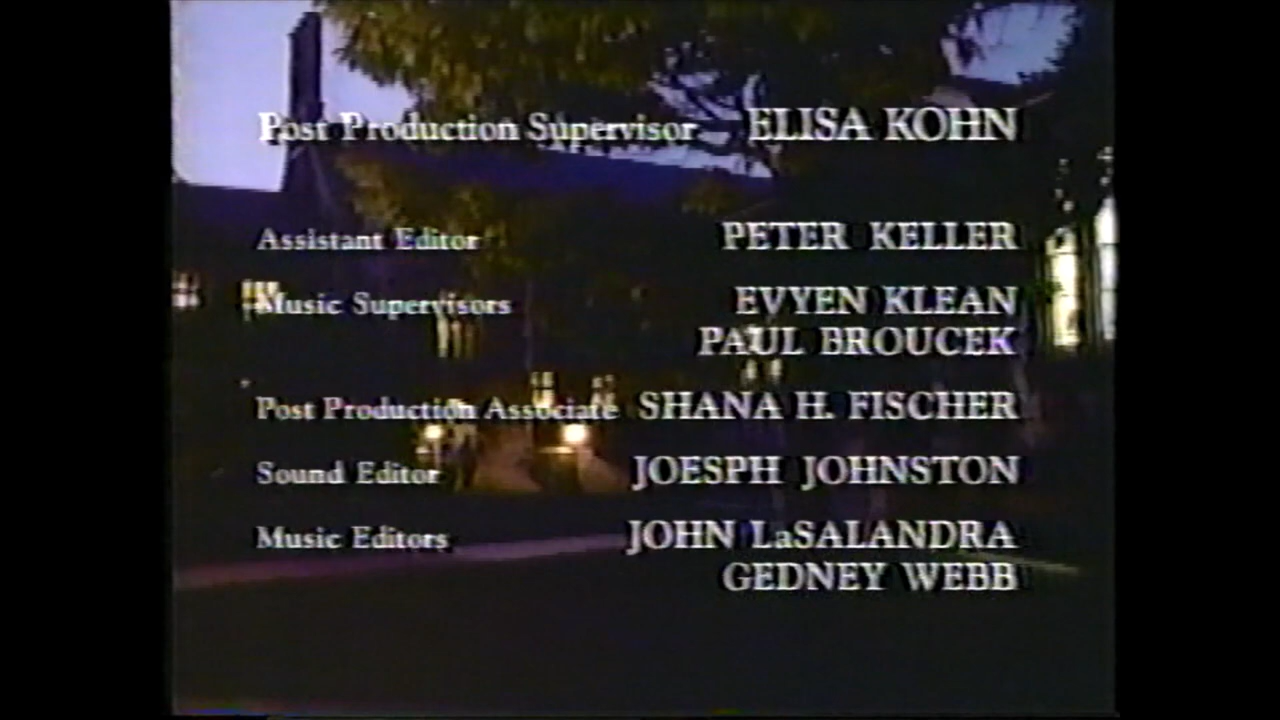 Post Production Supervisor ELISA KOHN
Assistant Editor PETER KELLER
Music Supervisors EVYEN KLEAN
PAUL BROUCEK
Post Production Associate SHANA H. FISCHER
Sound Editor JOESPH JOHNSTON
Music Editors JOHN LaSALANDRA
GEDNEY WEBB